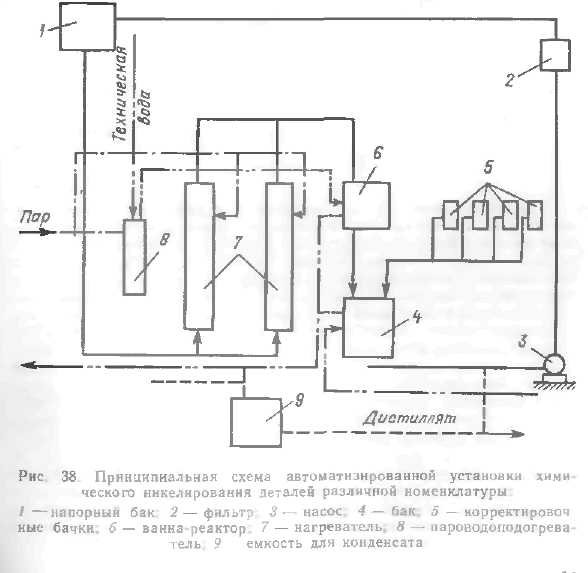 1
2
Техническая
вода
6
5
Пар
8
7
4
3
9
Дистиллят
Рис. 38. Принципиальная схема автоматизированной установки хими-
ческого никелирования деталей различной номенклатуры:
1 — напорный бак; 2 — фильтр; 3 — насос; 4 — бак; 5 — корректировоч
ные бачки; 6 — ванна-реактор; 7 — нагреватель; 8 — пароводоподогрева-
тель; 9 емкость для конденсата